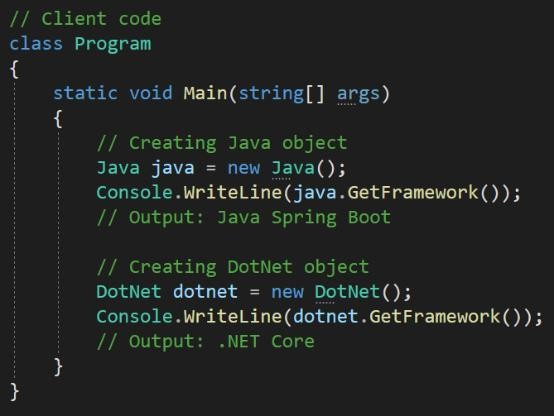 // Client code
class Program
{
    static void Main(string[] args)
    {
        // Creating Java object
        Java java = new Java();
        Console.WriteLine(java.GetFramework());
        // Output: Java Spring Boot

        // Creating DotNet object
        DotNet dotnet = new DotNet();
        Console.WriteLine(dotnet.GetFramework());
        // Output: .NET Core
    }
}